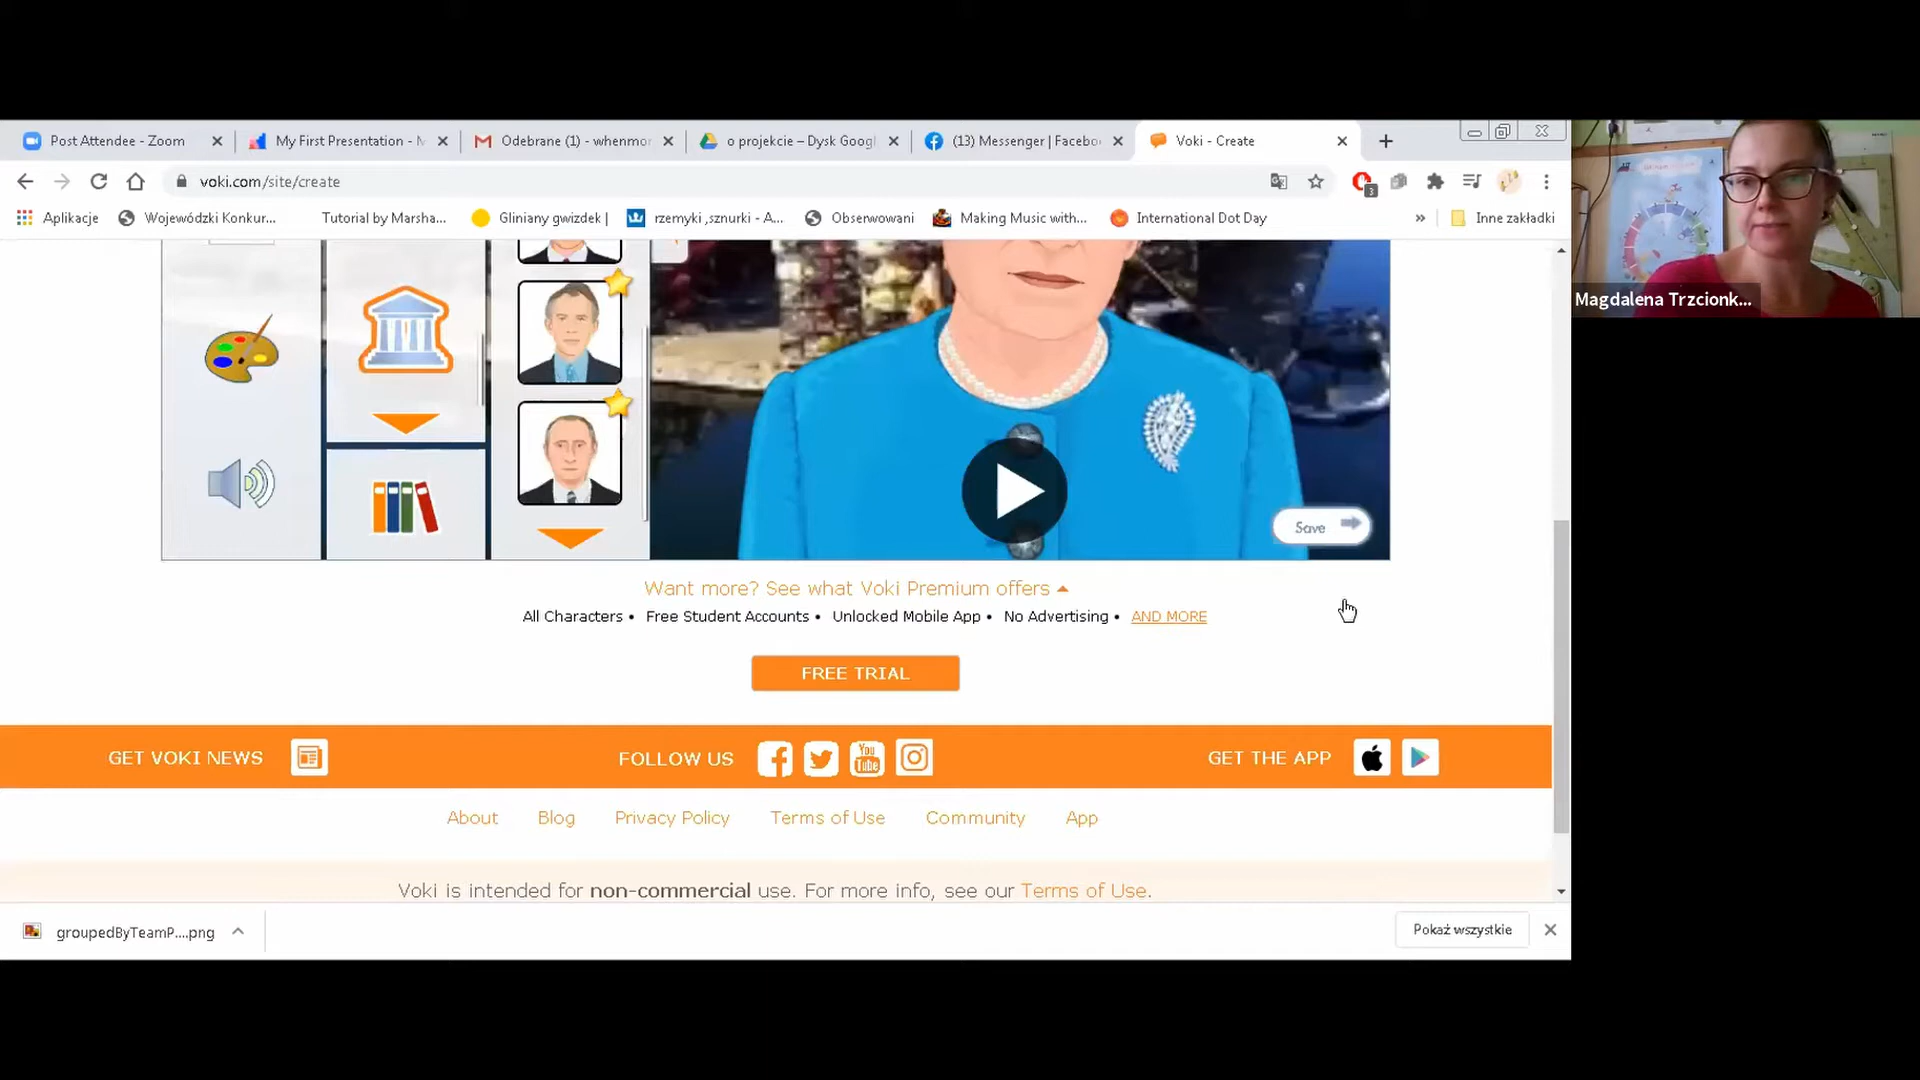 Post Attendee - Zoom
My First Presentation - M
Odebrane (1) - whenmor
o projekcie – Dysk Googl
(13) Messenger | Facebo
Voki - Create
voki.com/site/create
3
Aplikacje
Wojewódzki Konkur...
Tutorial by Marsha...
Gliniany gwizdek |
rzemyki ,sznurki - A...
Obserwowani
Making Music with...
International Dot Day
»
Inne zakładki
Magdalena Trzcionk...
Save
Want more? See what Voki Premium offers
All Characters • Free Student Accounts • Unlocked Mobile App • No Advertising • AND MORE
FREE TRIAL
GET VOKI NEWS
FOLLOW US
You Tube
GET THE APP
About Blog Privacy Policy Terms of Use Community App
Voki is intended for non-commercial use. For more info, see our Terms of Use.
groupedByTeamP....png
Pokaż wszystkie